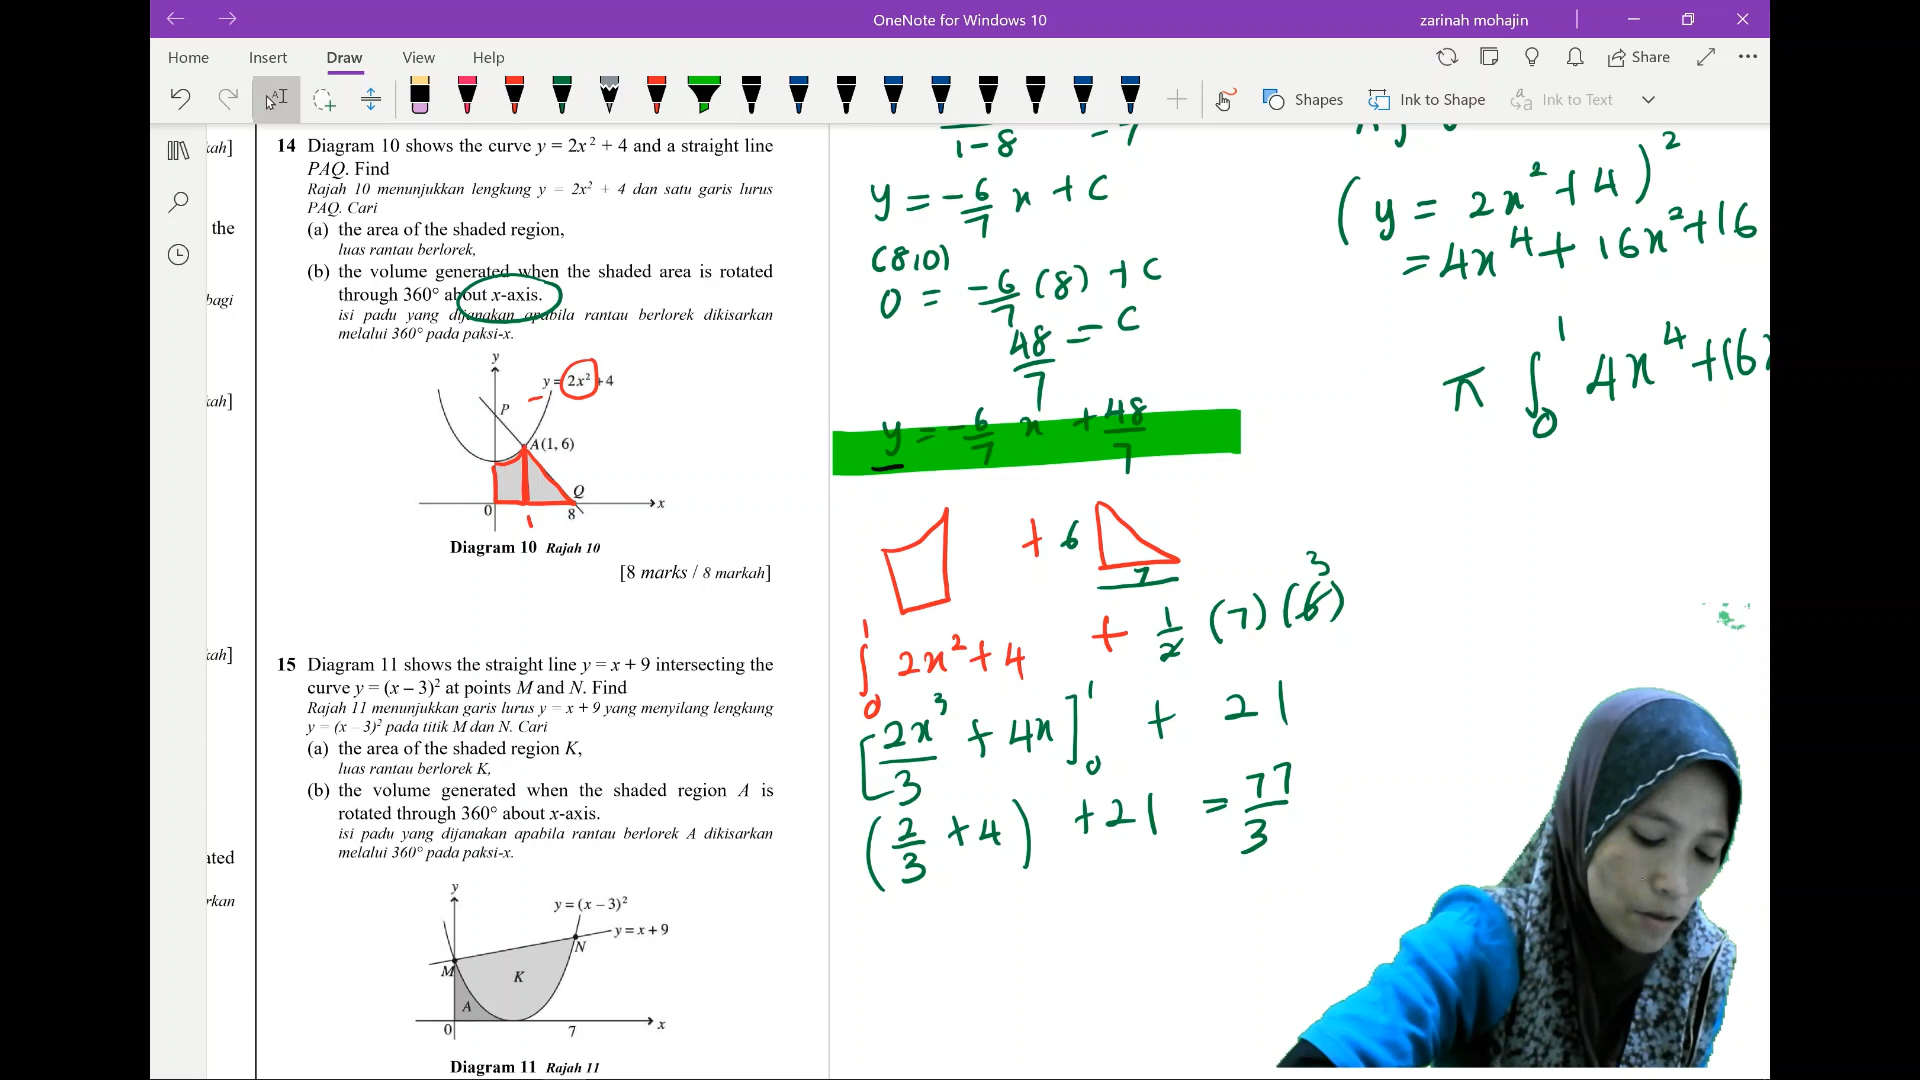 OneNote for Windows 10
zarinah mohajin
Home Insert Draw View Help
Share
Shapes
Ink to Shape
Ink to Text
kah]
the
bagi
kah]
kah]
ated
rkan
14 Diagram 10 shows the curve y = 2x² + 4 and a straight line
PAQ. Find
Rajah 10 menunjukkan lengkung y = 2x² + 4 dan satu garis lurus
PAQ. Cari
(a) the area of the shaded region,
luas rantau berlorek,
(b) the volume generated when the shaded area is rotated
through 360° about x-axis.
isi padu yang dijanakan apabila rantau berlorek dikisarkan
melalui 360° pada paksi-x.
y
y = 2x² + 4
P
A(1, 6)
Q
0 1 8 x
Diagram 10 Rajah 10
[8 marks / 8 markah]
15 Diagram 11 shows the straight line y = x + 9 intersecting the
curve y = (x – 3)² at points M and N. Find
Rajah 11 menunjukkan garis lurus y = x + 9 yang menyilang lengkung
y = (x – 3)² pada titik M dan N. Cari
(a) the area of the shaded region K,
luas rantau berlorek K,
(b) the volume generated when the shaded region A is
rotated through 360° about x-axis.
isi padu yang dijanakan apabila rantau berlorek A dikisarkan
melalui 360° pada paksi-x.
y
y = (x – 3)²
y = x + 9
N
M
K
A
0 7 x
Diagram 11 Rajah 11
1-8 -7
y = -6/7 x + c
(8,0)
0 = -6/7 (8) + c
48/7 = c
y = -6/7 x + 48/7
+ 6
7
∫₀¹ 2x² + 4 + 1/2 (7) (6) 3
[2x³/3 + 4x]₀¹ + 21
(2/3 + 4) + 21 = 77/3
(y = 2x² + 4)²
= 4x⁴ + 16x² + 16
π ∫₀¹ 4x⁴ + 16x